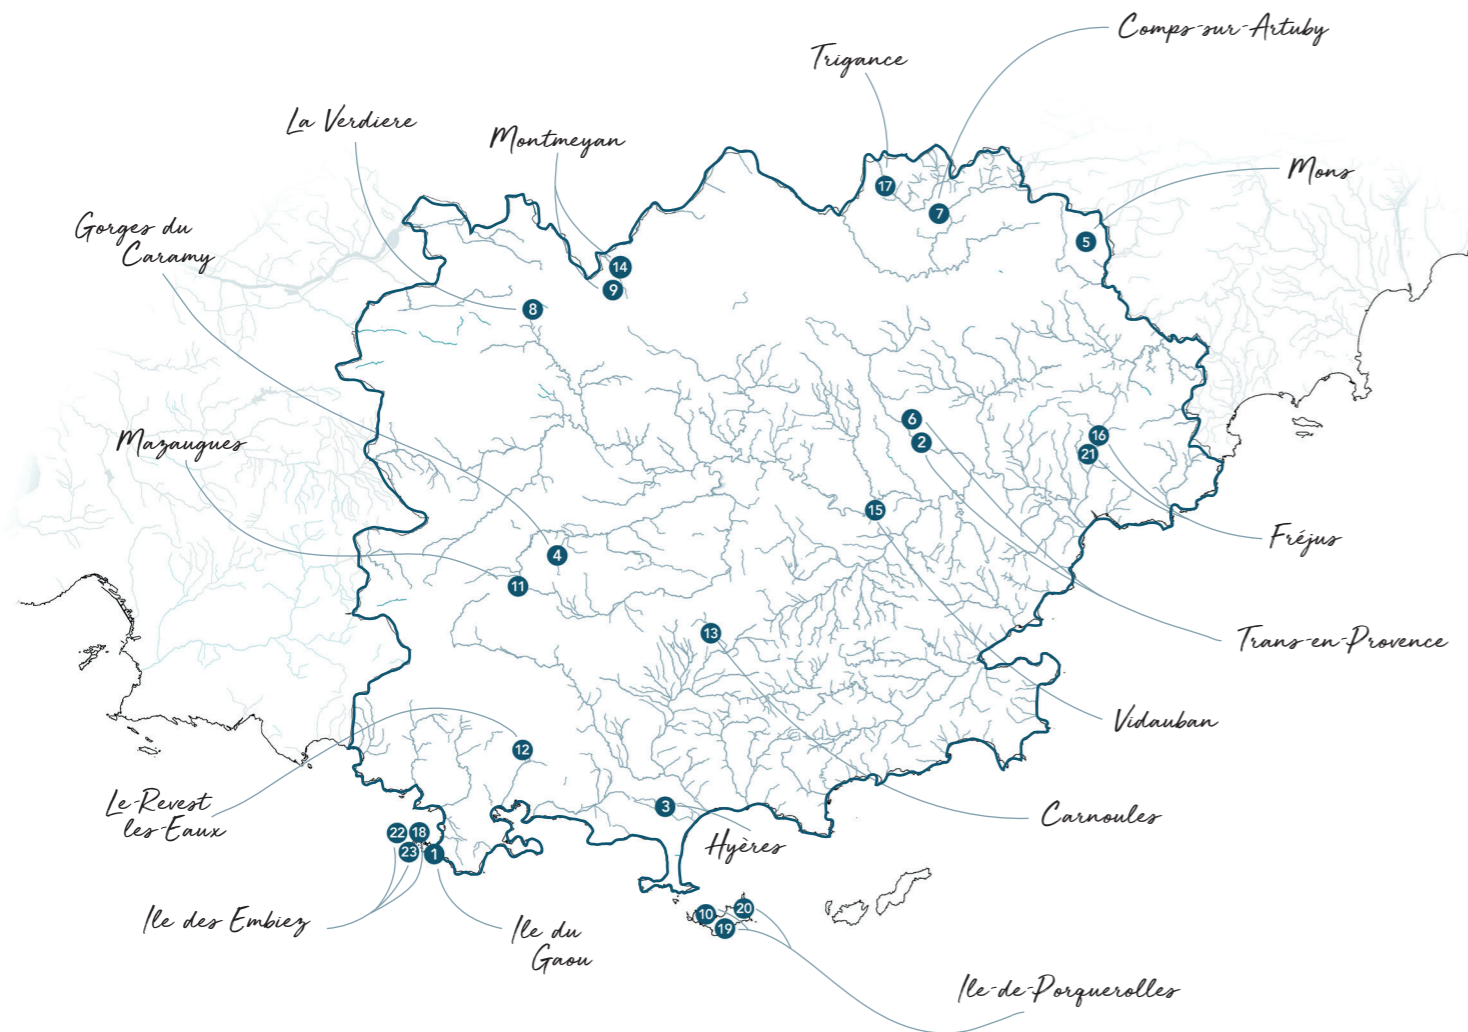 Comps-sur-Artuby
Trigance
La Verdiere
Montmeyan
Mons
17
7
Gorges du
Caramy
5
14
9
8
6
2
16
21
Mazaugues
15
Fréjus
4
11
13
Trans-en-Provence
Vidauban
12
Le-Revest
les-Eaux
3
Carnoules
22
18
23
1
Hyères
Ile des Embiez
Ile du
Gaou
10
20
19
Ile-de-Porquerolles